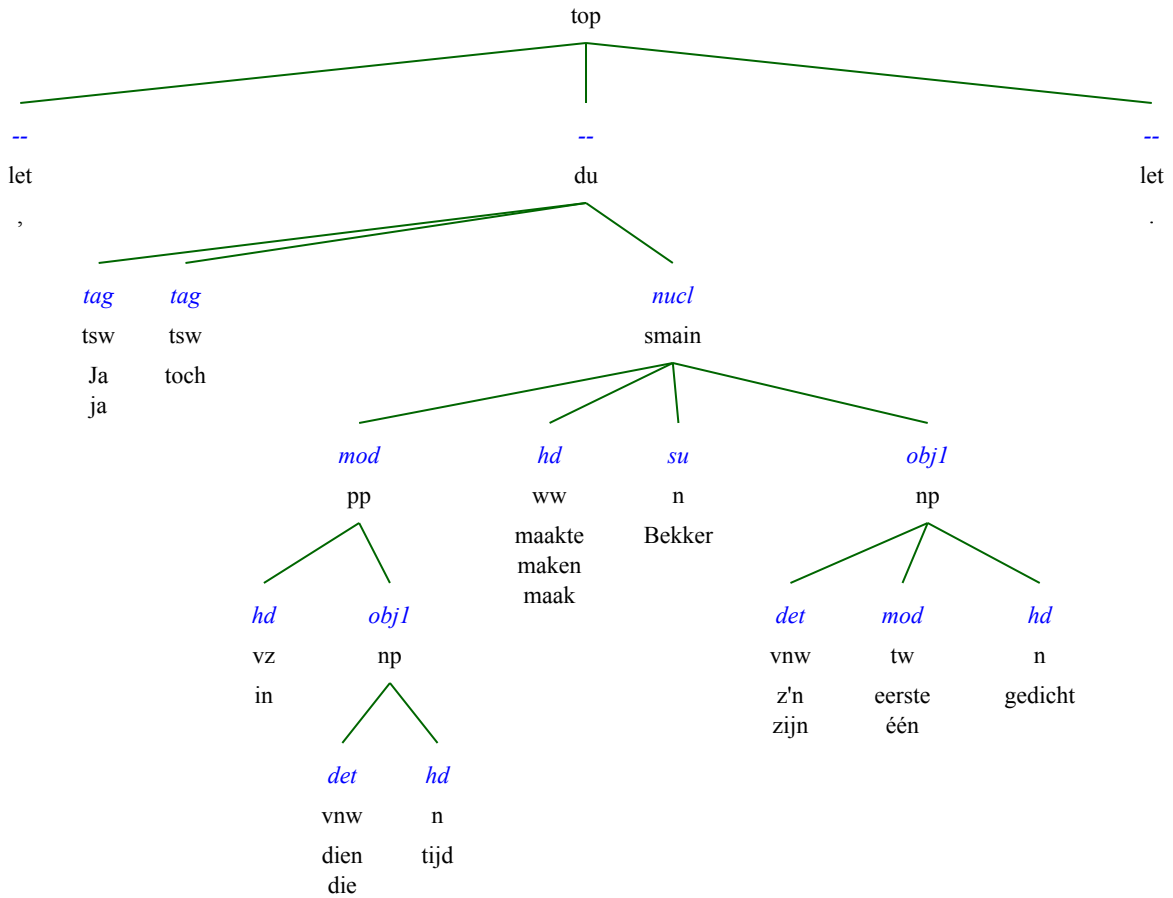 top
-- -- --
let du let
, .
tag tag nucl
tsw tsw smain
Ja toch
ja
mod hd su obj1
pp ww n np
maakte Bekker
maken
maak
hd obj1 det mod hd
vz np vnw tw n
in z'n eerste gedicht
zijn één
det hd
vnw n
dien tijd
die